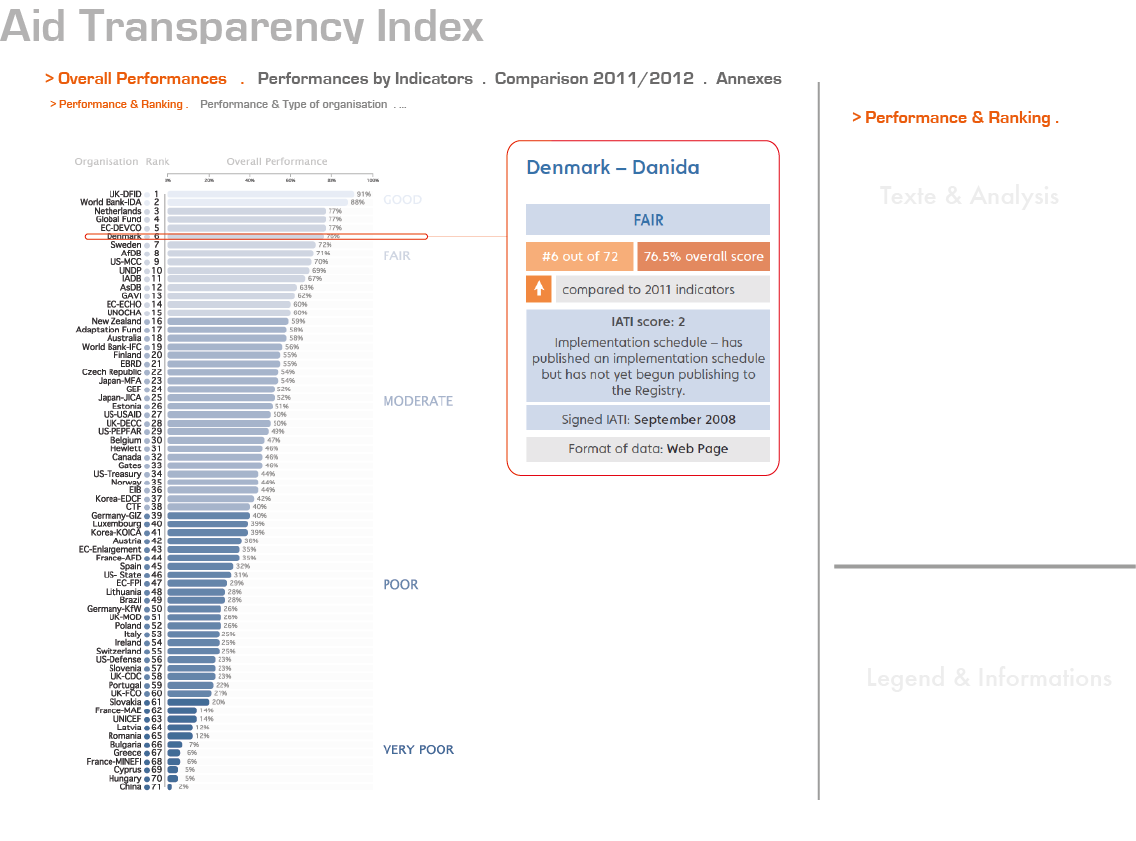 Aid Transparency Index
> Overall Performances . Performances by Indicators . Comparison 2011/2012 . Annexes
> Performance & Ranking . Performance & Type of organisation . ...
> Performance & Ranking .
Texte & Analysis
Legend & Informations
Organisation Rank Overall Performance
0% 20% 40% 60% 80% 100%
UK-DFID 1 91%
World Bank-IDA 2 88%
GOOD
Netherlands 3 77%
Global Fund 4 77%
EC-DEVCO 5 77%
Denmark 6 76%
Sweden 7 72%
AfDB 8 71%
FAIR
US-MCC 9 70%
UNDP 10 69%
IADB 11 67%
AsDB 12 63%
GAVI 13 62%
EC-ECHO 14 60%
UNOCHA 15 60%
New Zealand 16 59%
Adaptation Fund 17 58%
Australia 18 58%
World Bank-IFC 19 56%
Finland 20 55%
EBRD 21 55%
Czech Republic 22 54%
Japan-MFA 23 54%
GEF 24 52%
Japan-JICA 25 52%
MODERATE
Estonia 26 51%
US-USAID 27 50%
UK-DECC 28 50%
US-PEPFAR 29 49%
Belgium 30 47%
Hewlett 31 46%
Canada 32 46%
Gates 33 46%
US-Treasury 34 44%
Norway 35 44%
EIB 36 44%
Korea-EDCF 37 42%
CTF 38 40%
Germany-GIZ 39 40%
Luxembourg 40 39%
Korea-KOICA 41 39%
Austria 42 36%
EC-Enlargement 43 35%
France-AFD 44 35%
Spain 45 32%
US- State 46 31%
EC-FPI 47 29%
POOR
Lithuania 48 28%
Brazil 49 28%
Germany-KfW 50 26%
UK-MOD 51 26%
Poland 52 26%
Italy 53 25%
Ireland 54 25%
Switzerland 55 25%
US-Defense 56 23%
Slovenia 57 23%
UK-CDC 58 23%
Portugal 59 22%
UK-FCO 60 21%
Slovakia 61 20%
France-MAE 62 14%
UNICEF 63 14%
Latvia 64 12%
Romania 65 12%
Bulgaria 66 7%
VERY POOR
Greece 67 6%
France-MINEFI 68 6%
Cyprus 69 5%
Hungary 70 5%
China 71 2%
Denmark – Danida
FAIR
#6 out of 72 76.5% overall score
compared to 2011 indicators
IATI score: 2
Implementation schedule – has
published an implementation schedule
but has not yet begun publishing to
the Registry.
Signed IATI: September 2008
Format of data: Web Page